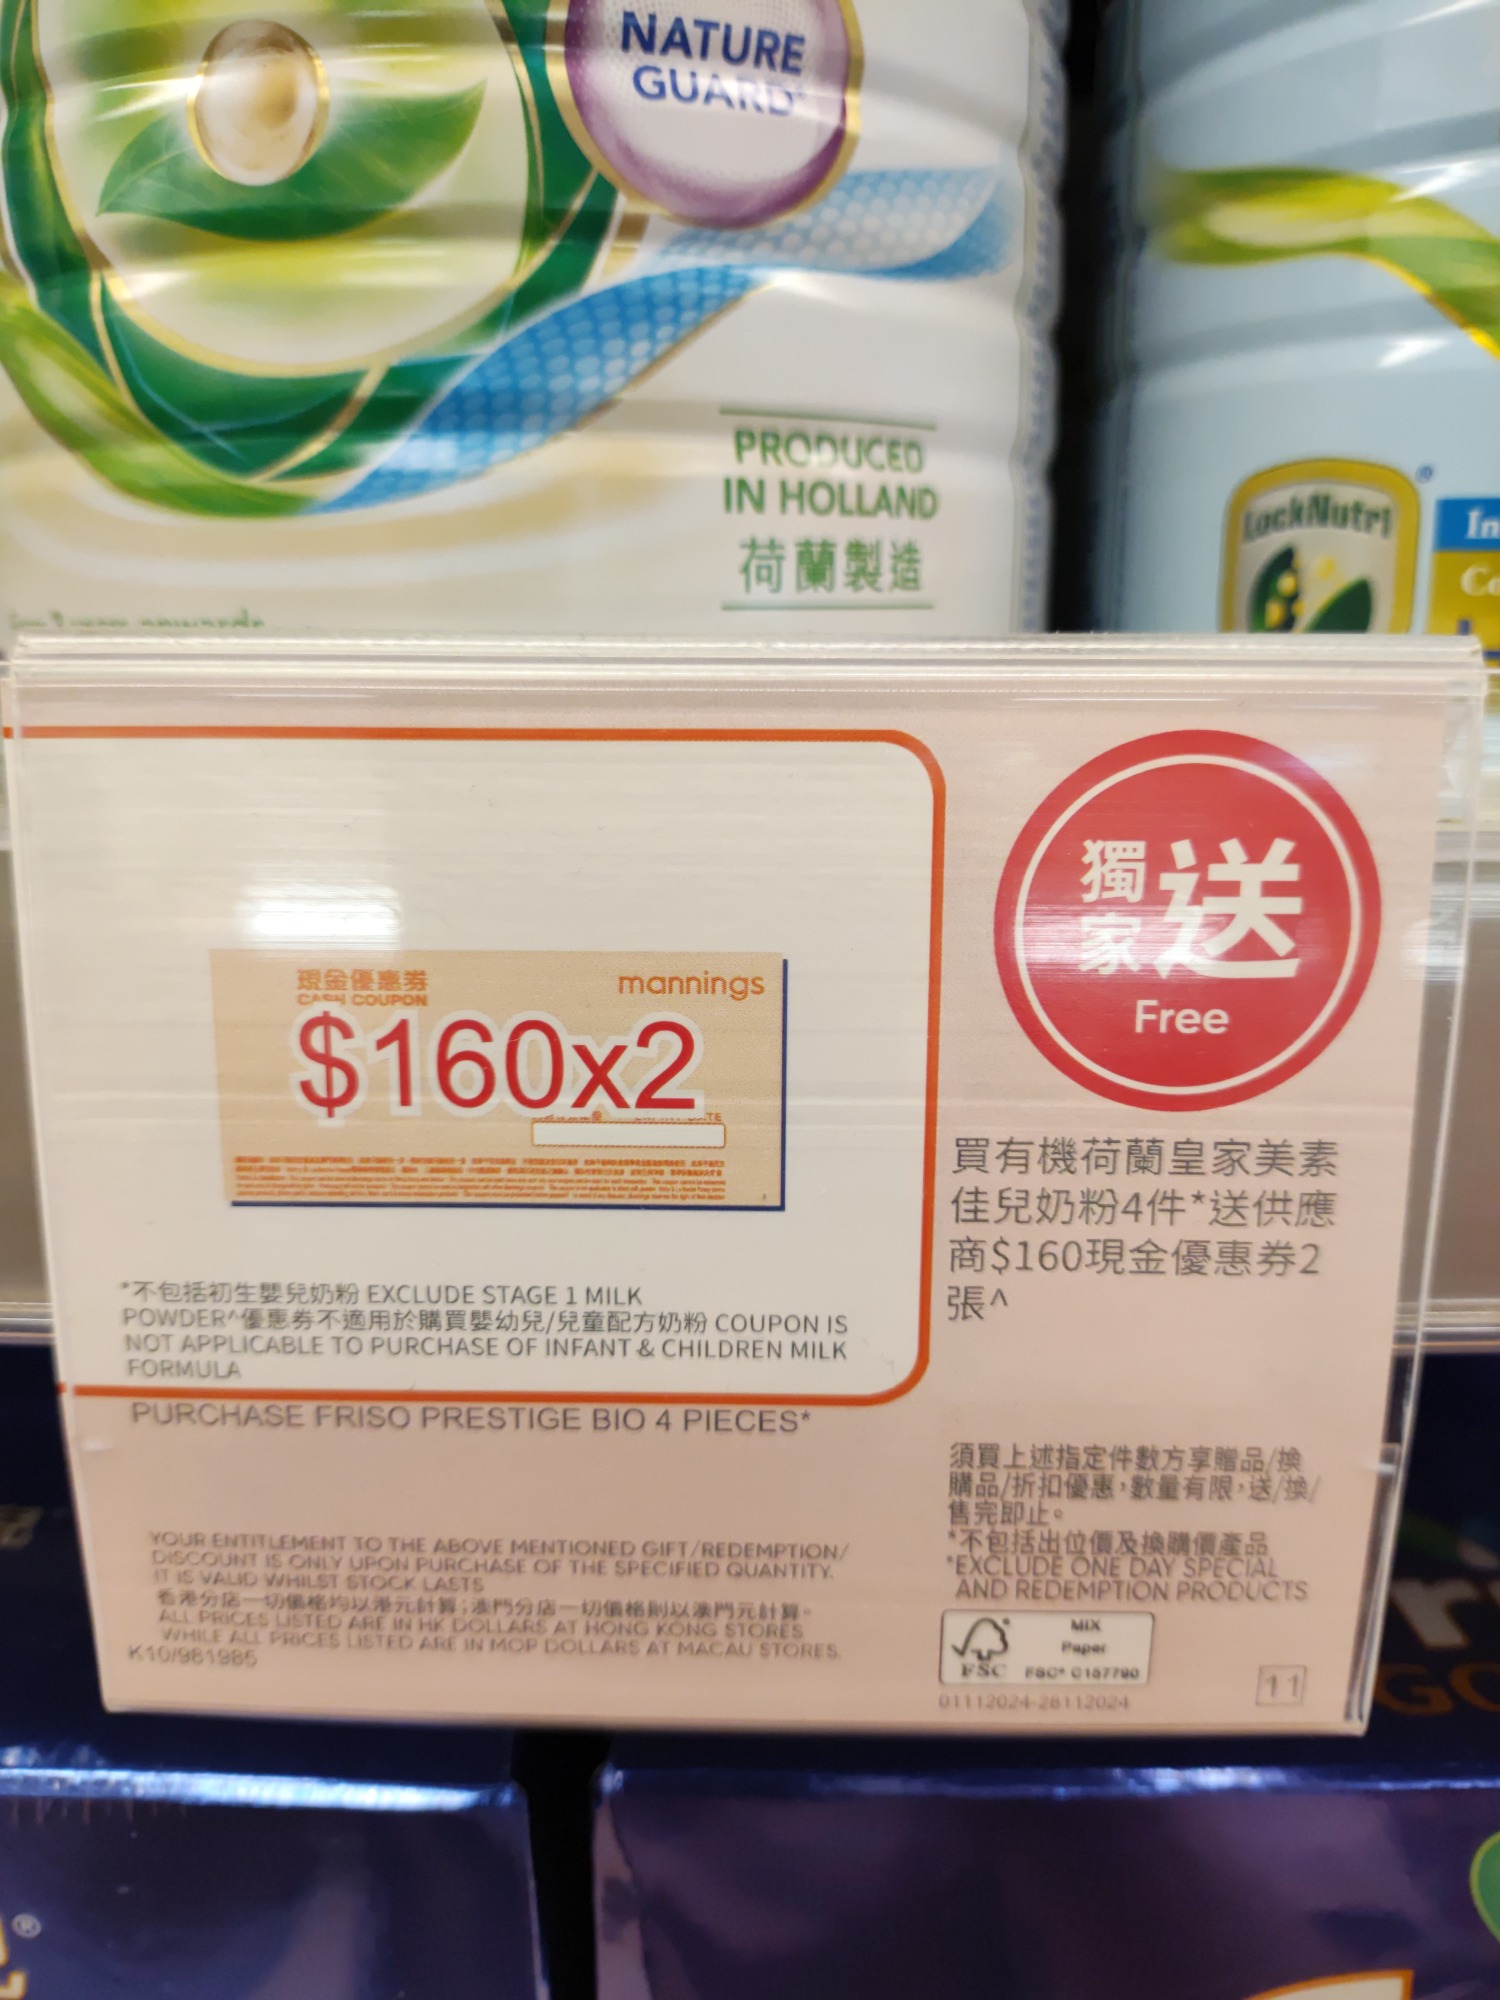 NATURE
GUARD
PRODUCED
IN HOLLAND
荷蘭製造
LockNutri
In
獨家送
Free
現金優惠券
CASH COUPON
mannings
$160x2
買有機荷蘭皇家美素
佳兒奶粉4件*送供應
商$160現金優惠券2
張^
*不包括初生嬰兒奶粉 EXCLUDE STAGE 1 MILK
POWDER^優惠券不適用於購買嬰幼兒/兒童配方奶粉 COUPON IS
NOT APPLICABLE TO PURCHASE OF INFANT & CHILDREN MILK
FORMULA
PURCHASE FRISO PRESTIGE BIO 4 PIECES*
須買上述指定件數方享贈品/換
購品/折扣優惠，數量有限，送/換/
售完即止。
*不包括出位價及換購價產品
*EXCLUDE ONE DAY SPECIAL
AND REDEMPTION PRODUCTS
YOUR ENTITLEMENT TO THE ABOVE MENTIONED GIFT/REDEMPTION/
DISCOUNT IS ONLY UPON PURCHASE OF THE SPECIFIED QUANTITY.
IT IS VALID WHILST STOCK LASTS
香港分店一切價格均以港元計算；澳門分店一切價格則以澳門元計算。
ALL PRICES LISTED ARE IN HK DOLLARS AT HONG KONG STORES
WHILE ALL PRICES LISTED ARE IN MOP DOLLARS AT MACAU STORES.
K10/981985
FSC
MIX
Paper
FSC® C157790
01112024-28112024
11